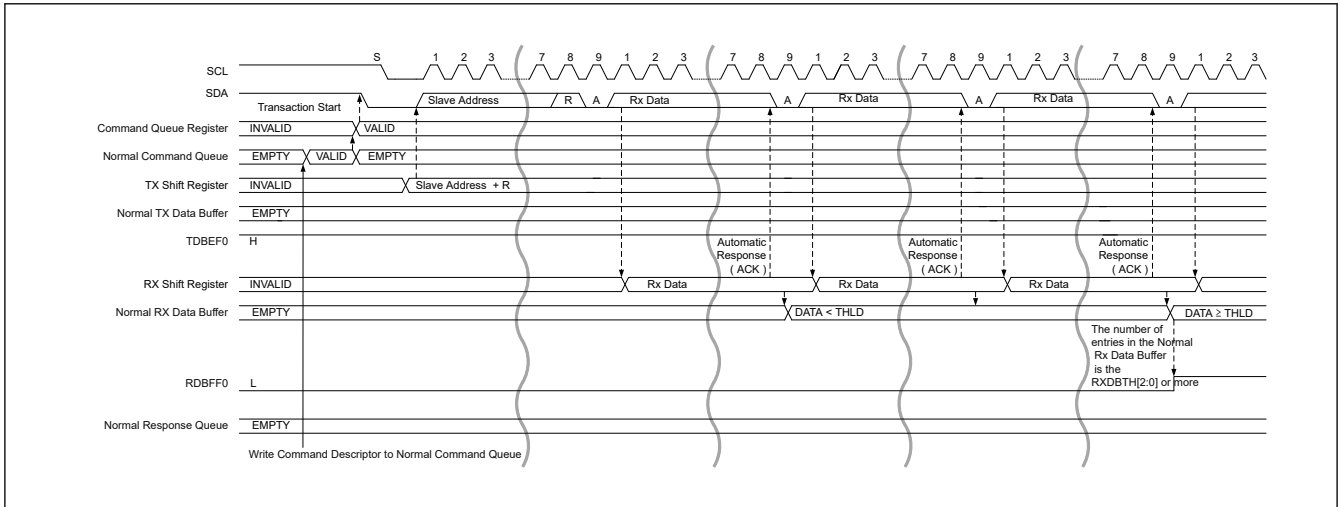 S 1 2 3 7 8 9 1 2 3 7 8 9 1 2 3 7 8 9 1 2 3 7 8 9 1 2 3
SCL
SDA Slave Address R A Rx Data A Rx Data A Rx Data A
Transaction Start
Command Queue Register INVALID VALID
Normal Command Queue EMPTY VALID EMPTY
TX Shift Register INVALID Slave Address + R
Normal TX Data Buffer EMPTY
TDBEF0 H
Automatic Response ( ACK )
Automatic Response ( ACK )
Automatic Response ( ACK )
RX Shift Register INVALID Rx Data Rx Data Rx Data
Normal RX Data Buffer EMPTY DATA < THLD DATA ≥ THLD
The number of
entries in the Normal
Rx Data Buffer
is the
RXDBTH[2:0] or more
RDBFF0 L
Normal Response Queue EMPTY
Write Command Descriptor to Normal Command Queue